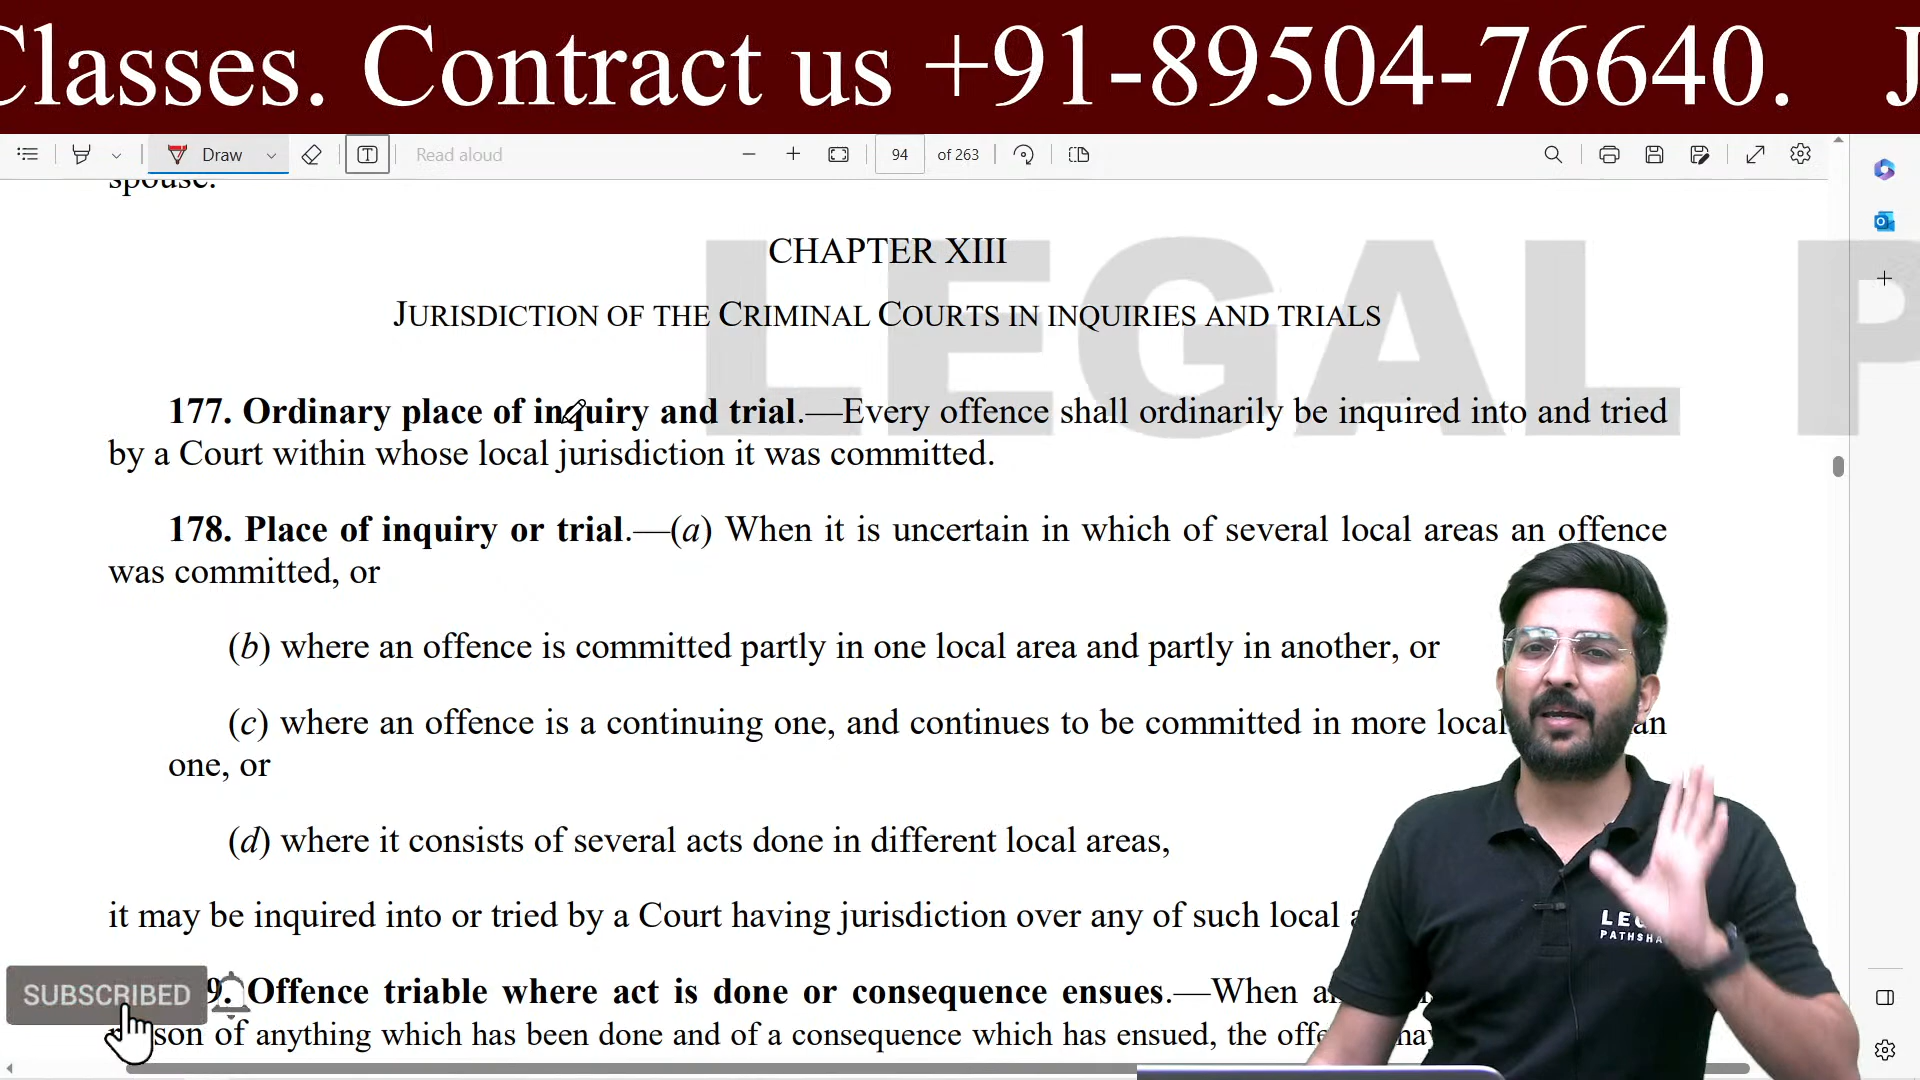 Classes. Contract us +91-89504-76640. J
Draw
Read aloud
94 of 263
spouse.
CHAPTER XIII
JURISDICTION OF THE CRIMINAL COURTS IN INQUIRIES AND TRIALS
LEGAL P
177. Ordinary place of inquiry and trial.—Every offence shall ordinarily be inquired into and tried
by a Court within whose local jurisdiction it was committed.
178. Place of inquiry or trial.—(a) When it is uncertain in which of several local areas an offence
was committed, or
(b) where an offence is committed partly in one local area and partly in another, or
(c) where an offence is a continuing one, and continues to be committed in more local
one, or
(d) where it consists of several acts done in different local areas,
it may be inquired into or tried by a Court having jurisdiction over any of such local
9. Offence triable where act is done or consequence ensues.—When
son of anything which has been done and of a consequence which has ensued, the
SUBSCRIBED